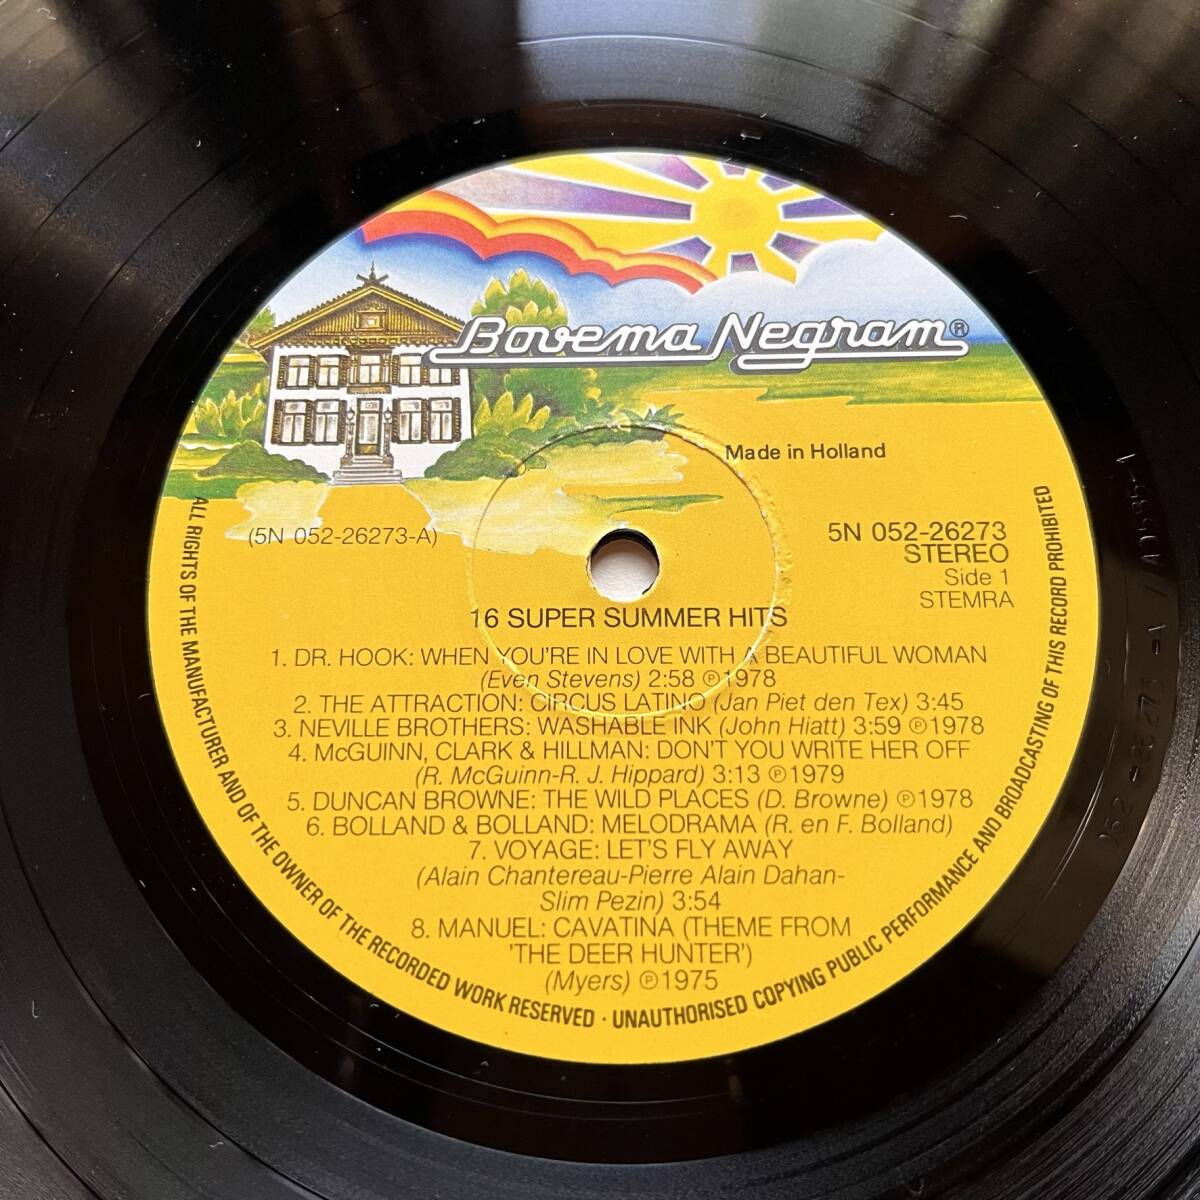 Bovema Negram®
Made in Holland
(5N 052-26273-A)
5N 052-26273
STEREO
Side 1
STEMRA
16 SUPER SUMMER HITS
1. DR. HOOK: WHEN YOU'RE IN LOVE WITH A BEAUTIFUL WOMAN
(Even Stevens) 2:58 ℗1978
2. THE ATTRACTION: CIRCUS LATINO (Jan Piet den Tex) 3:45
3. NEVILLE BROTHERS: WASHABLE INK (John Hiatt) 3:59 ℗1978
4. McGUINN, CLARK & HILLMAN: DON'T YOU WRITE HER OFF
(R. McGuinn-R. J. Hippard) 3:13 ℗1979
5. DUNCAN BROWNE: THE WILD PLACES (D. Browne) ℗1978
6. BOLLAND & BOLLAND: MELODRAMA (R. en F. Bolland)
7. VOYAGE: LET'S FLY AWAY
(Alain Chantereau-Pierre Alain Dahan-
Slim Pezin) 3:54
8. MANUEL: CAVATINA (THEME FROM
'THE DEER HUNTER')
(Myers) ℗1975
ALL RIGHTS OF THE MANUFACTURER AND OF THE OWNER OF THE RECORDED WORK RESERVED · UNAUTHORISED COPYING PUBLIC PERFORMANCE AND BROADCASTING OF THIS RECORD PROHIBITED